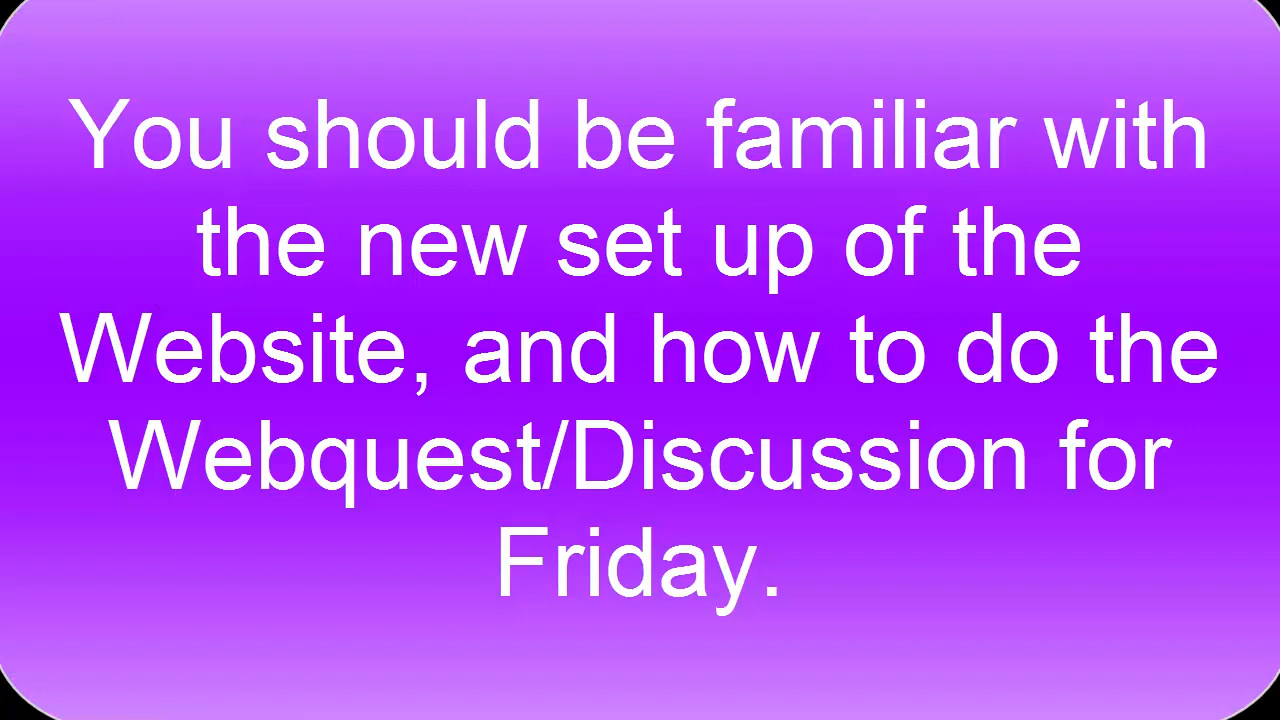 You should be familiar with
the new set up of the
Website, and how to do the
Webquest/Discussion for
Friday.